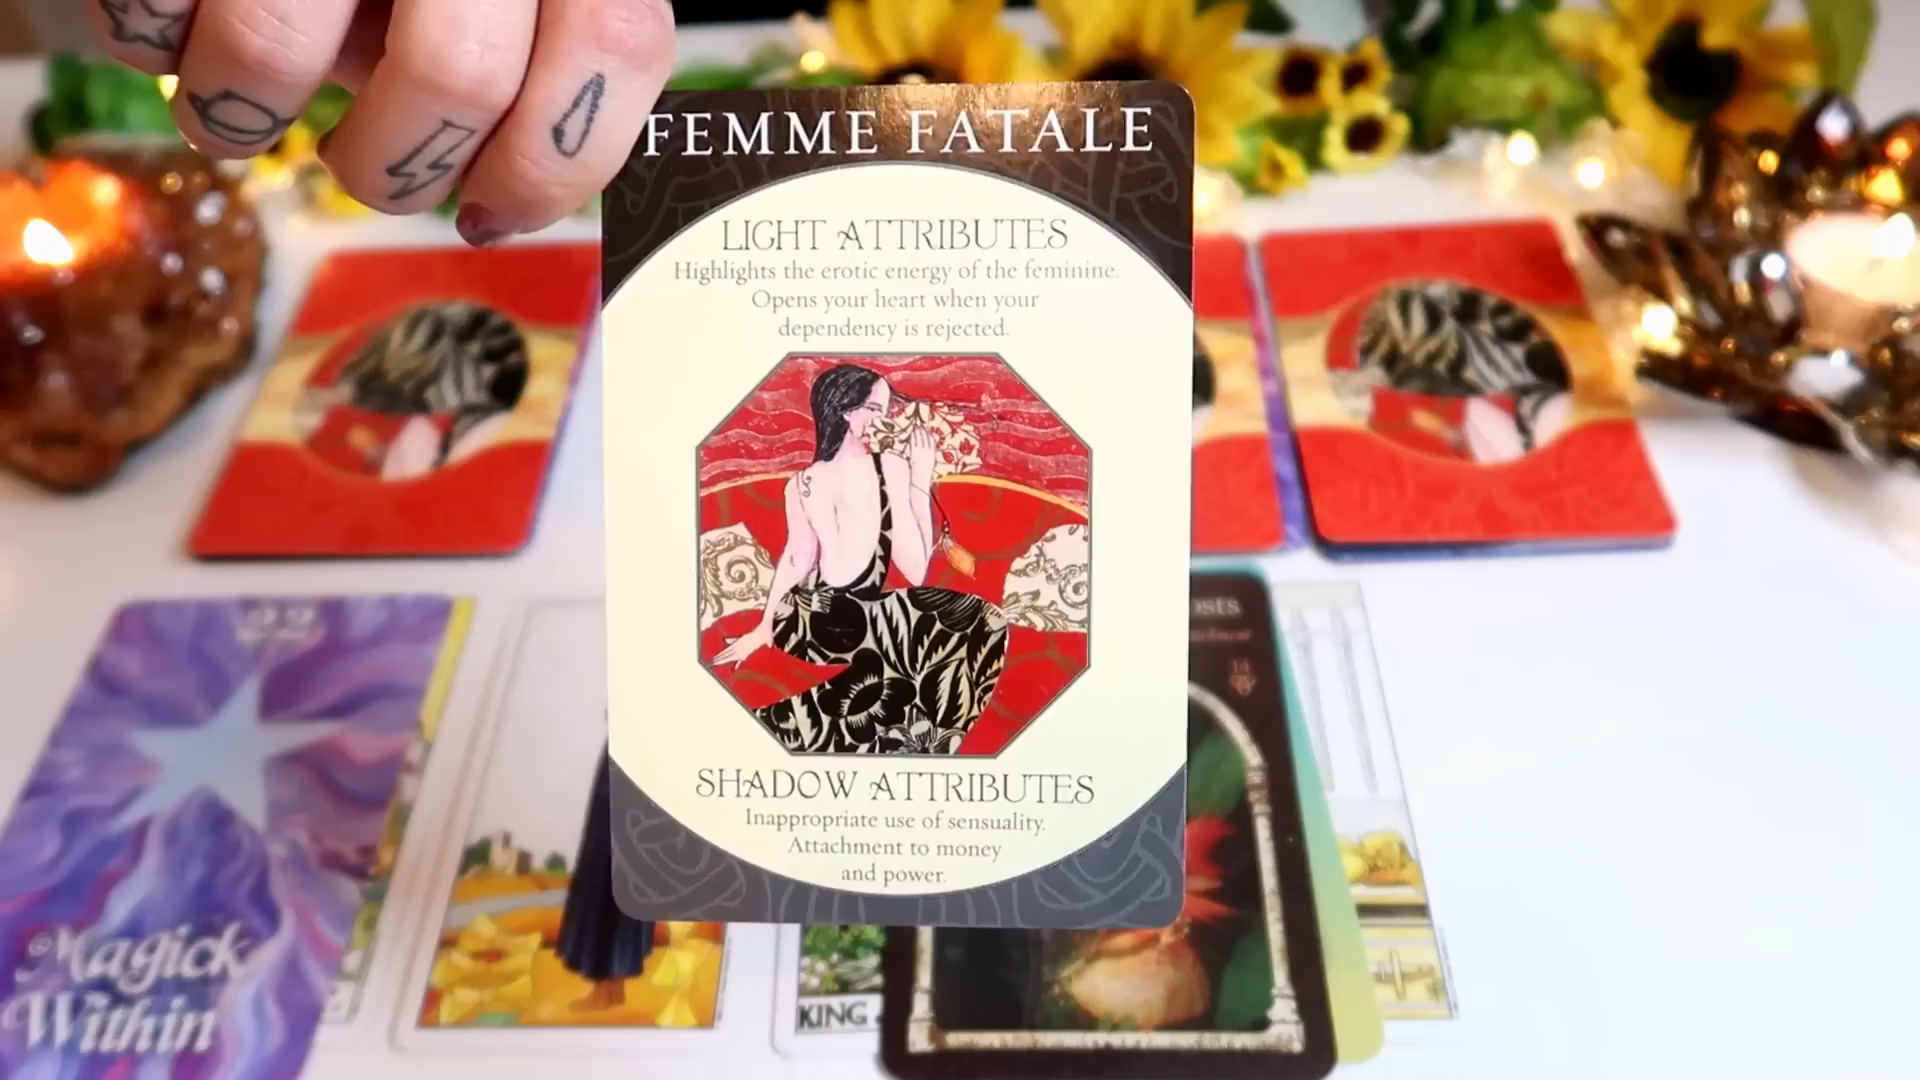 FEMME FATALE
LIGHT ATTRIBUTES
Highlights the erotic energy of the feminine.
Opens your heart when your
dependency is rejected.
SHADOW ATTRIBUTES
Inappropriate use of sensuality.
Attachment to money
and power.
Magick
Within
KING